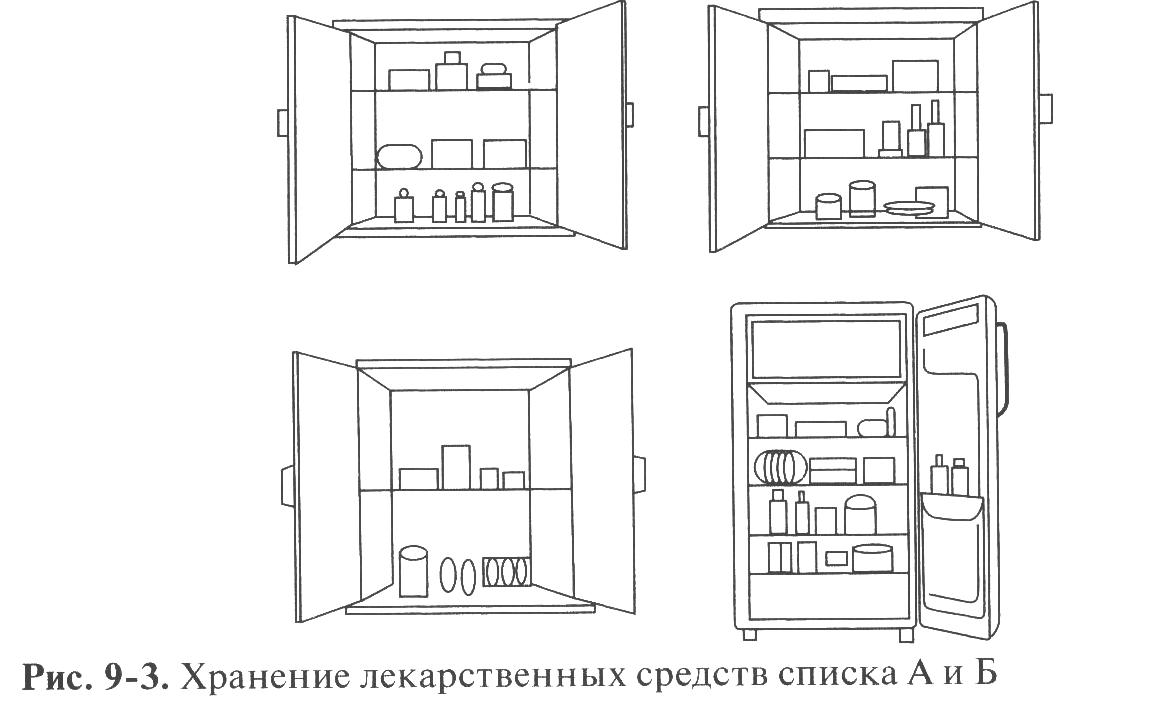 Рис. 9-3. Хранение лекарственных средств списка А и Б